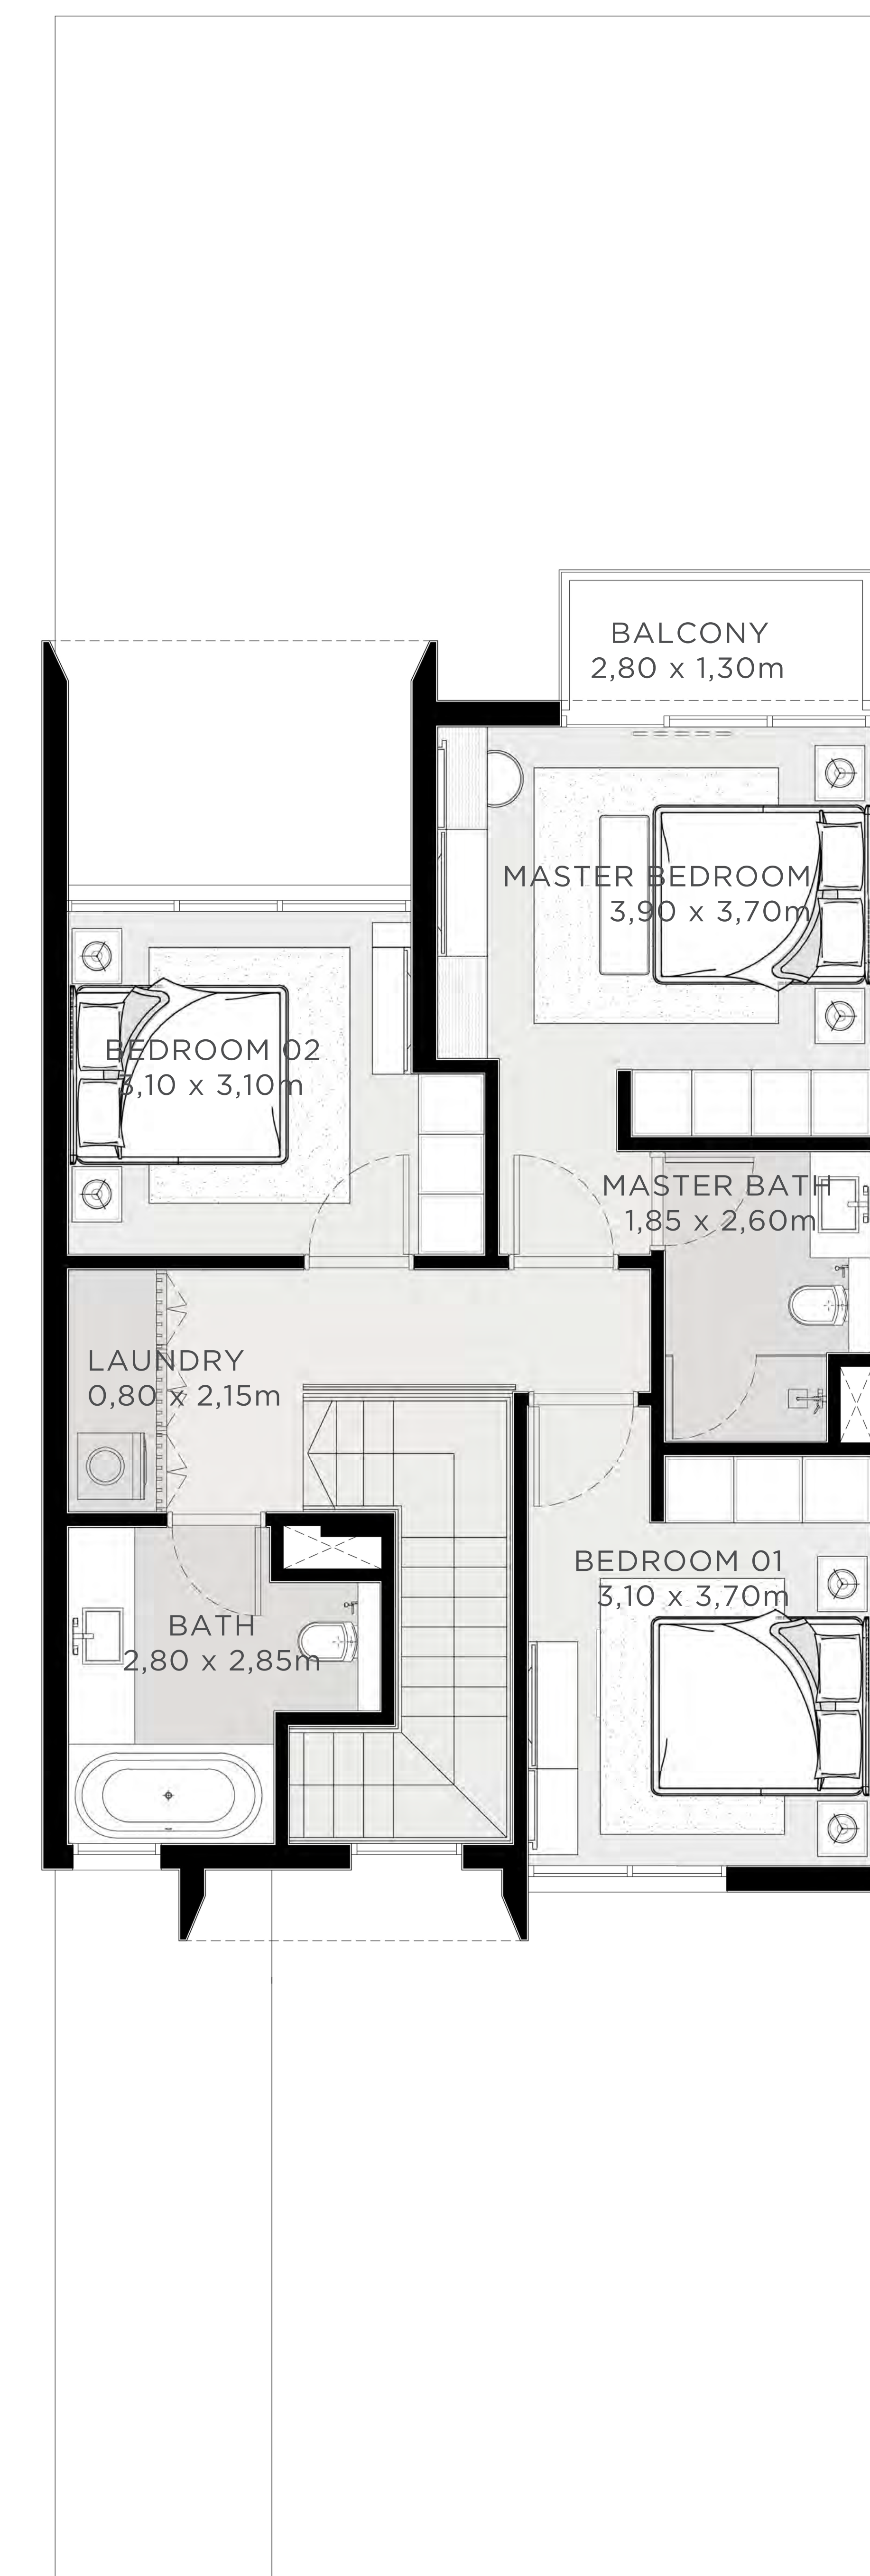 BALCONY
2,80 x 1,30m
MASTER BEDROOM
3,90 x 3,70m
BEDROOM 02
3,10 x 3,10m
MASTER BATH
1,85 x 2,60m
LAUNDRY
0,80 x 2,15m
BEDROOM 01
3,10 x 3,70m
BATH
2,80 x 2,85m